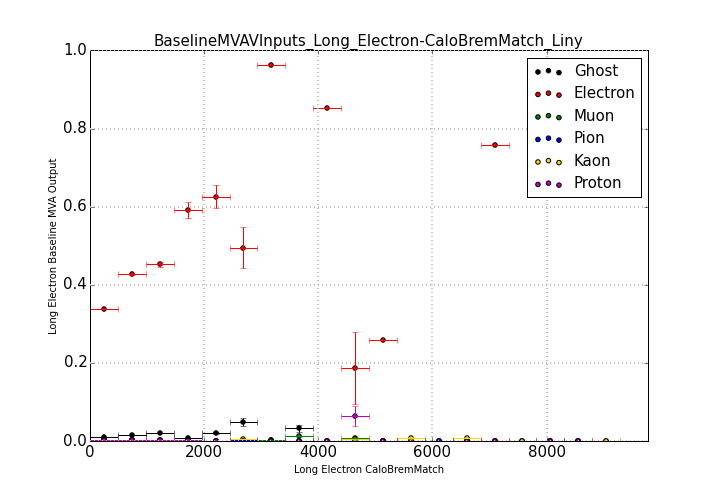 BaselineMVAVInputs_Long_Electron-CaloBremMatch_Liny
1.0
0.8
0.6
0.4
0.2
0.0
Long Electron Baseline MVA Output
Ghost
Electron
Muon
Pion
Kaon
Proton
0 2000 4000 6000 8000
Long Electron CaloBremMatch